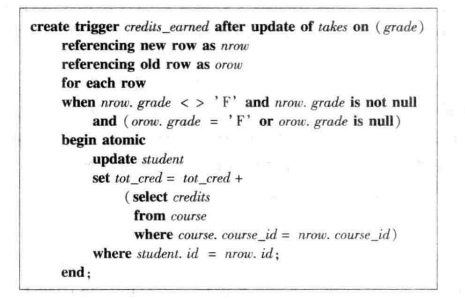 create trigger credits_earned after update of takes on ( grade)
referencing new row as nrow
referencing old row as orow
for each row
when nrow. grade < > 'F' and nrow. grade is not null
and ( orow. grade = 'F' or orow. grade is null)
begin atomic
update student
set tot_cred = tot_cred +
( select credits
from course
where course. course_id = nrow. course_id)
where student. id = nrow. id;
end;